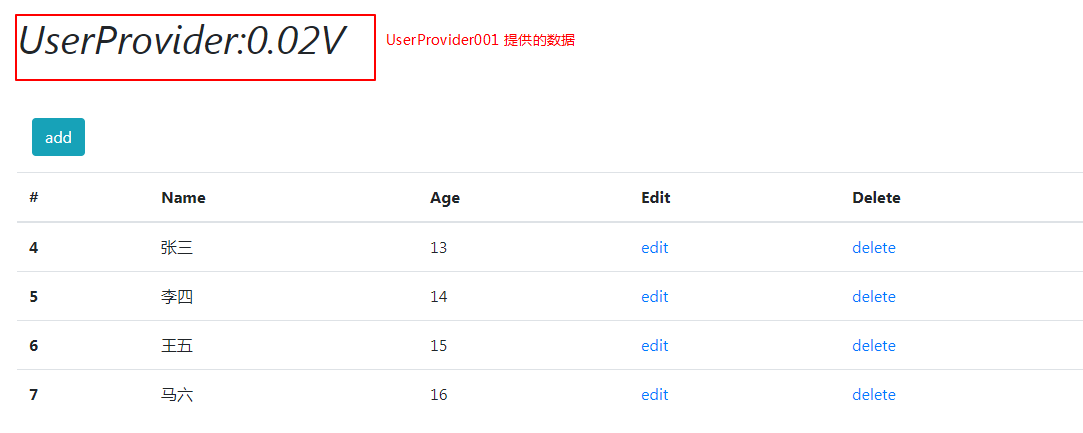 UserProvider:0.02V UserProvider001 提供的数据
add
# Name Age Edit Delete
4 张三 13 edit delete
5 李四 14 edit delete
6 王五 15 edit delete
7 马六 16 edit delete